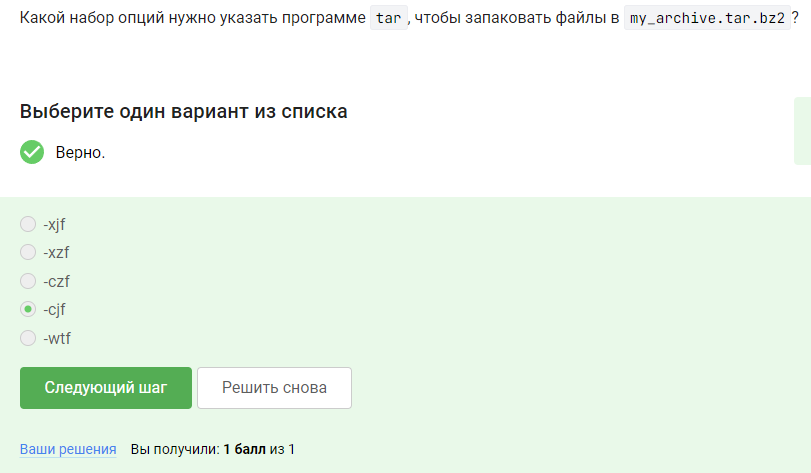 Какой набор опций нужно указать программе tar, чтобы запаковать файлы в my_archive.tar.bz2?
Выберите один вариант из списка
Верно.
-xjf
-xzf
-czf
-cjf
-wtf
Следующий шаг Решить снова
Ваши решения Вы получили: 1 балл из 1